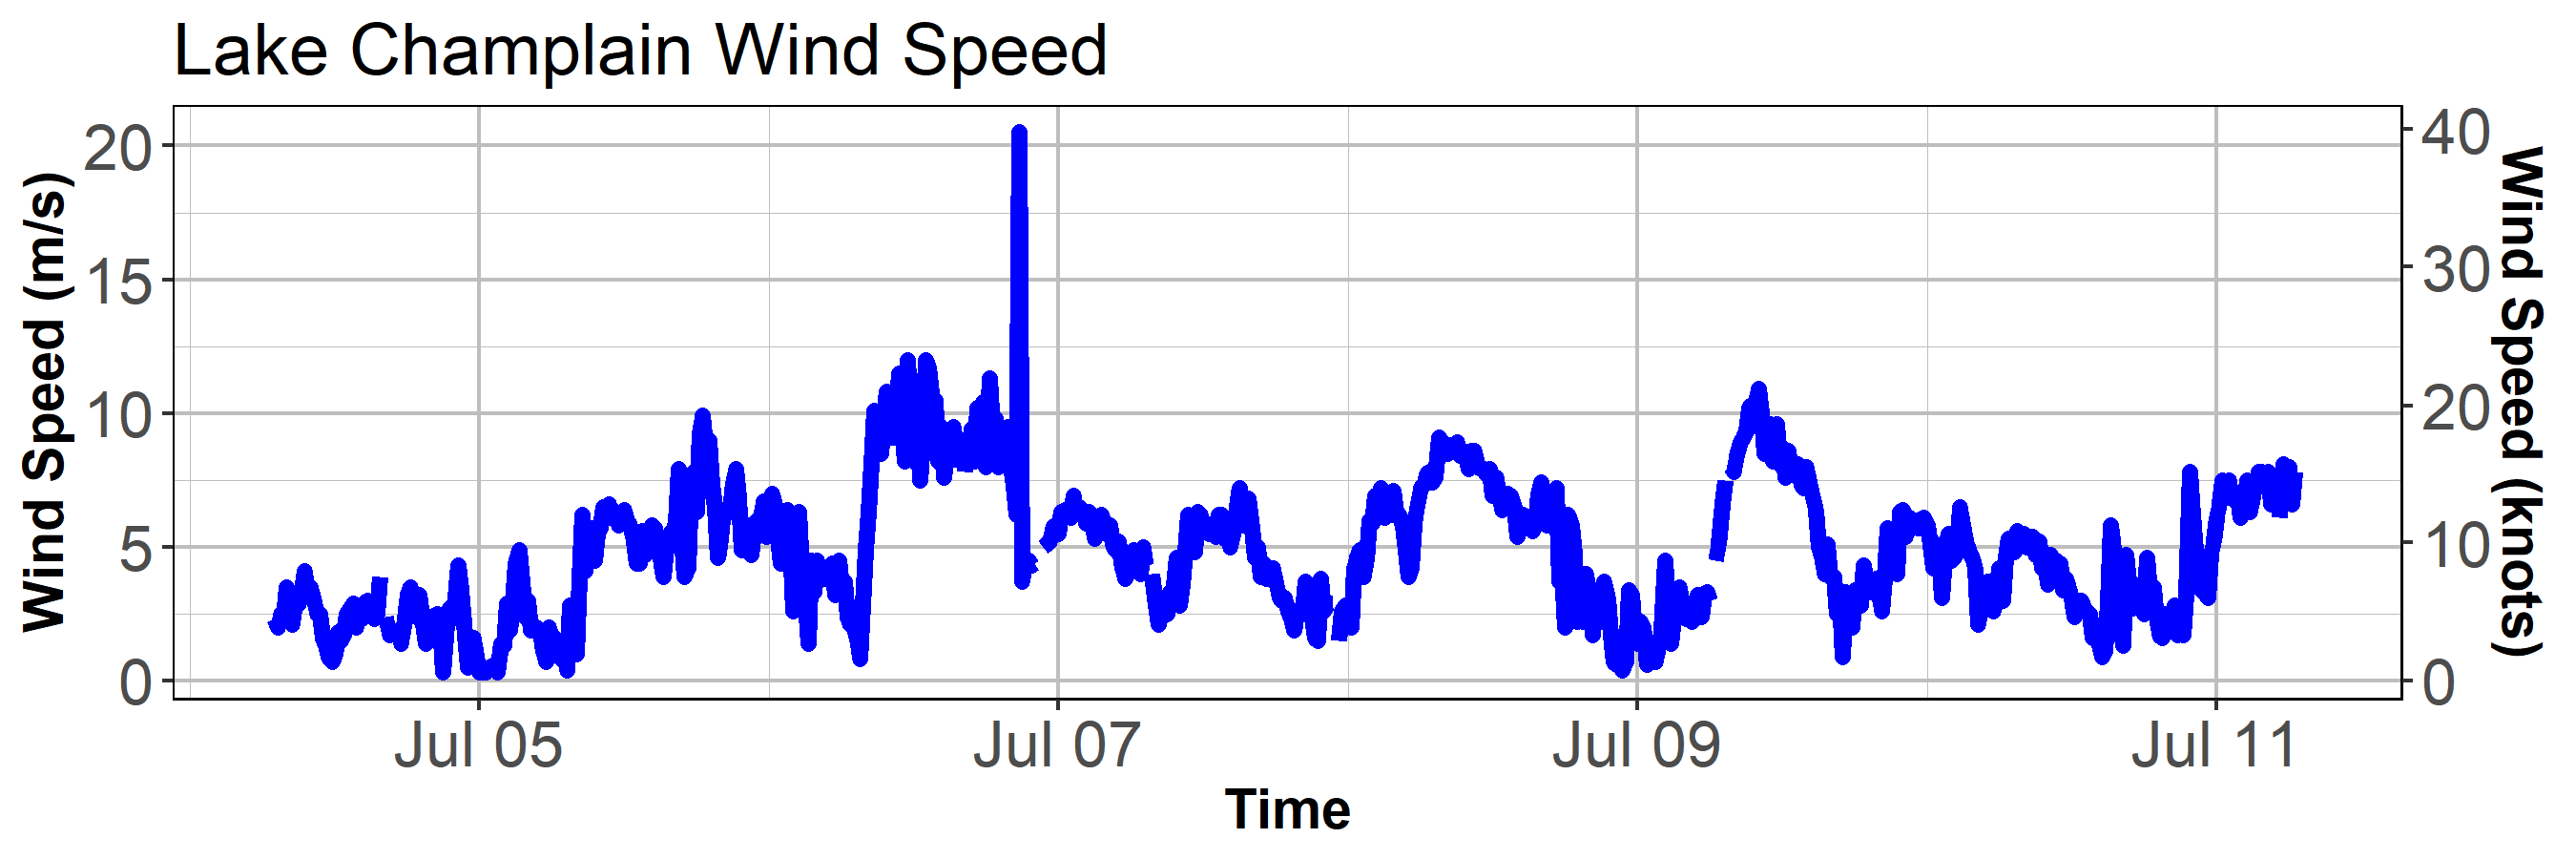 Lake Champlain Wind Speed
Wind Speed (m/s)
20
15
10
5
0
40
30
20
10
0
Wind Speed (knots)
Jul 05
Jul 07
Jul 09
Jul 11
Time